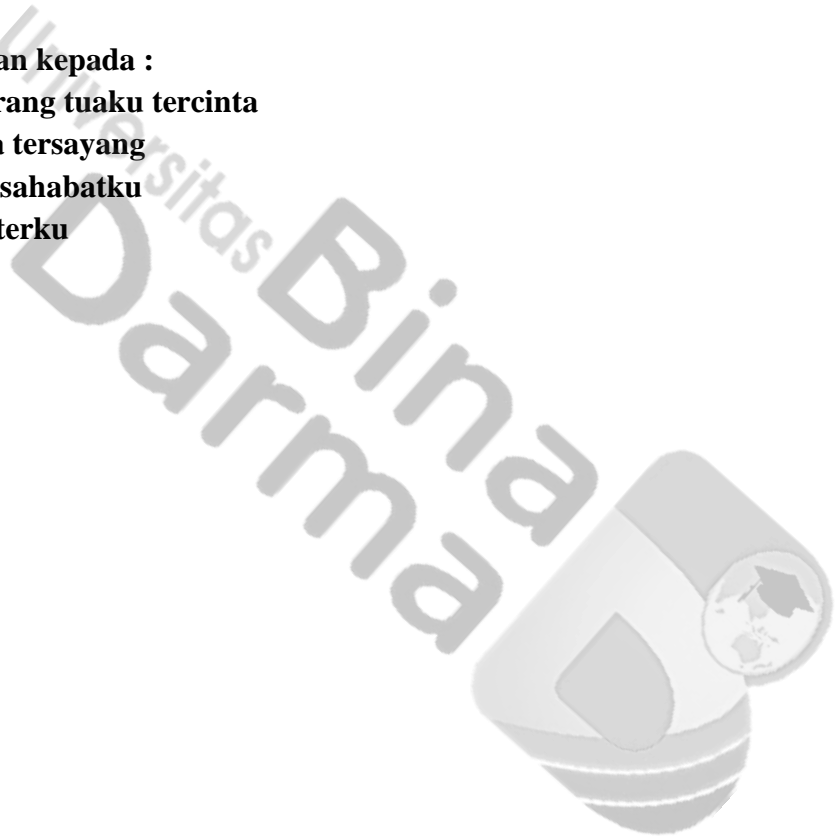 an kepada :
rang tuaku tercinta
a tersayang
sahabatku
terku
Universitas
Bina
Darma